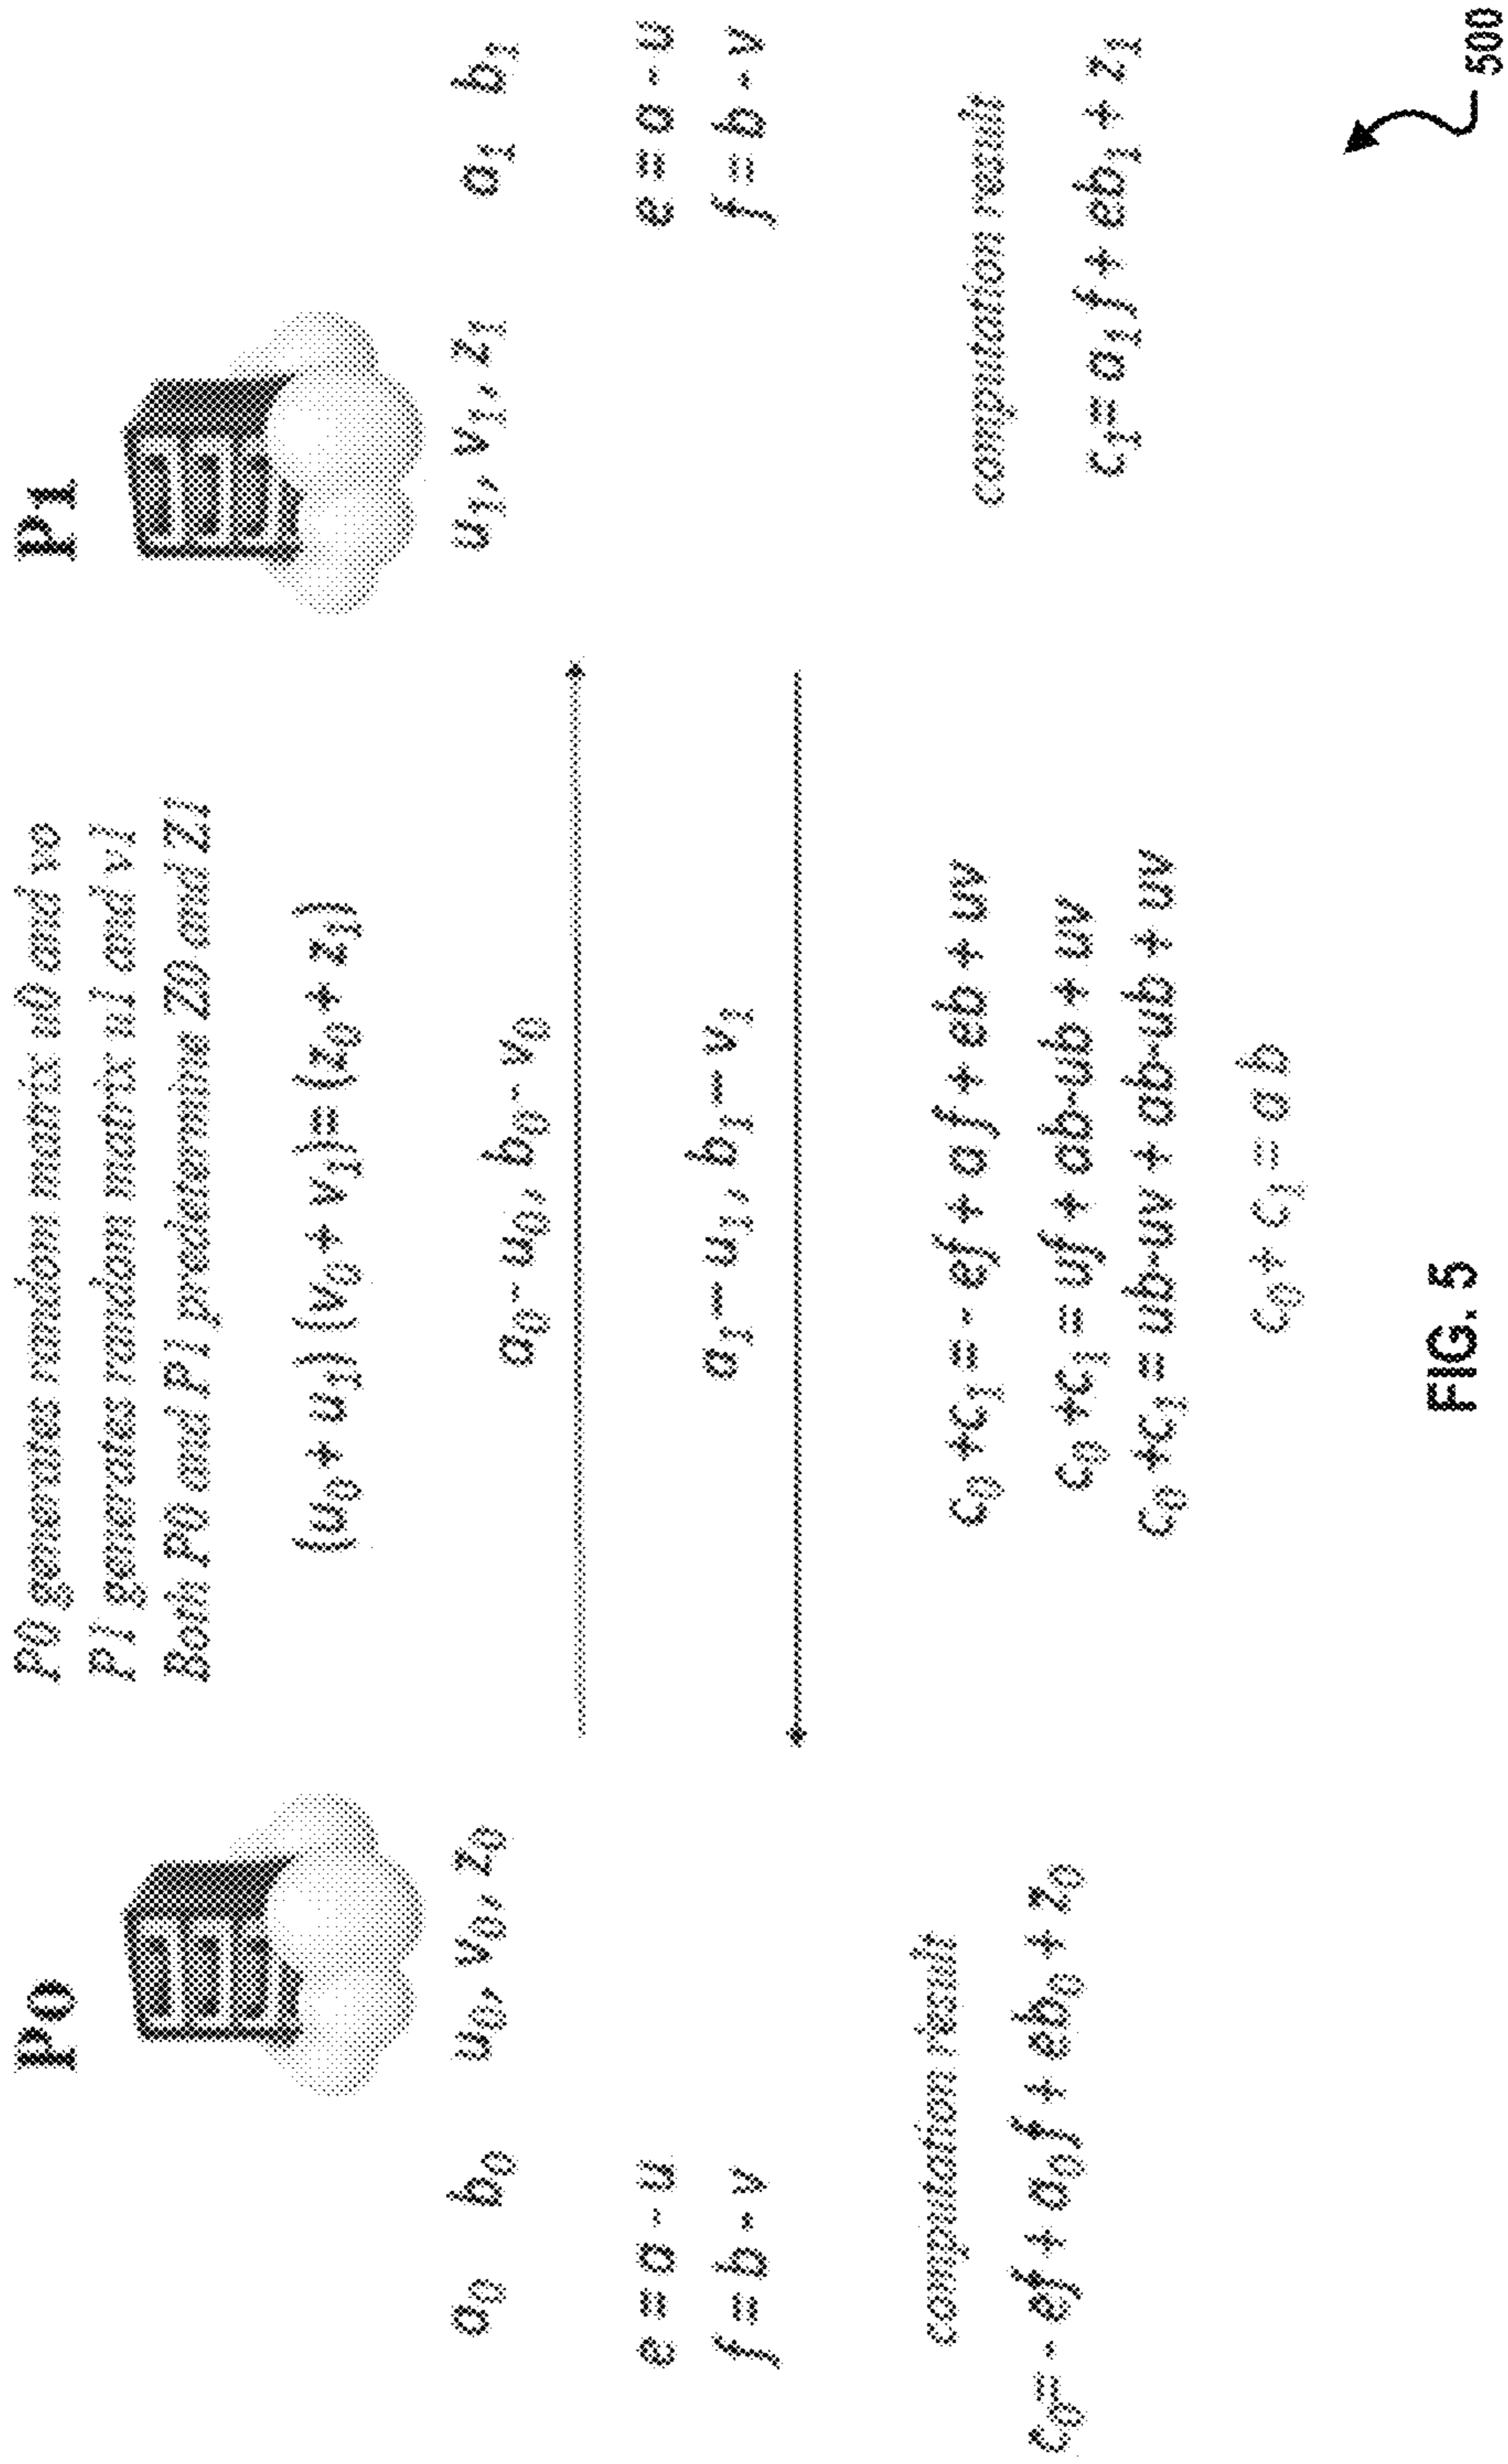 P0
a₀ b₀
u₀, v₀, z₀
e = a - u
f = b - v
computation result
c₀= - ef + a₀f + eb₀ + z₀
P0 generates random matrix u0 and vo
P1 generates random matrix u1 and v1
Both P0 and P1 predetermine Z0 and Z1
(u₀ + u₁) (v₀ + v₁)= (z₀ + z₁)
a₀- u₀, b₀- v₀
a₁- u₁, b₁- v₁
c₀ +c₁ = - ef + af + eb + uv
c₀ +c₁ = uf + ab-ub + uv
c₀ +c₁ = ub-uv + ab-ub + uv
c₀ + c₁ = a b
P1
u₁, v₁, z₁
a₁ b₁
e = a - u
f = b - v
computation result
c₁= a₁f + eb₁ + z₁
500
FIG. 5